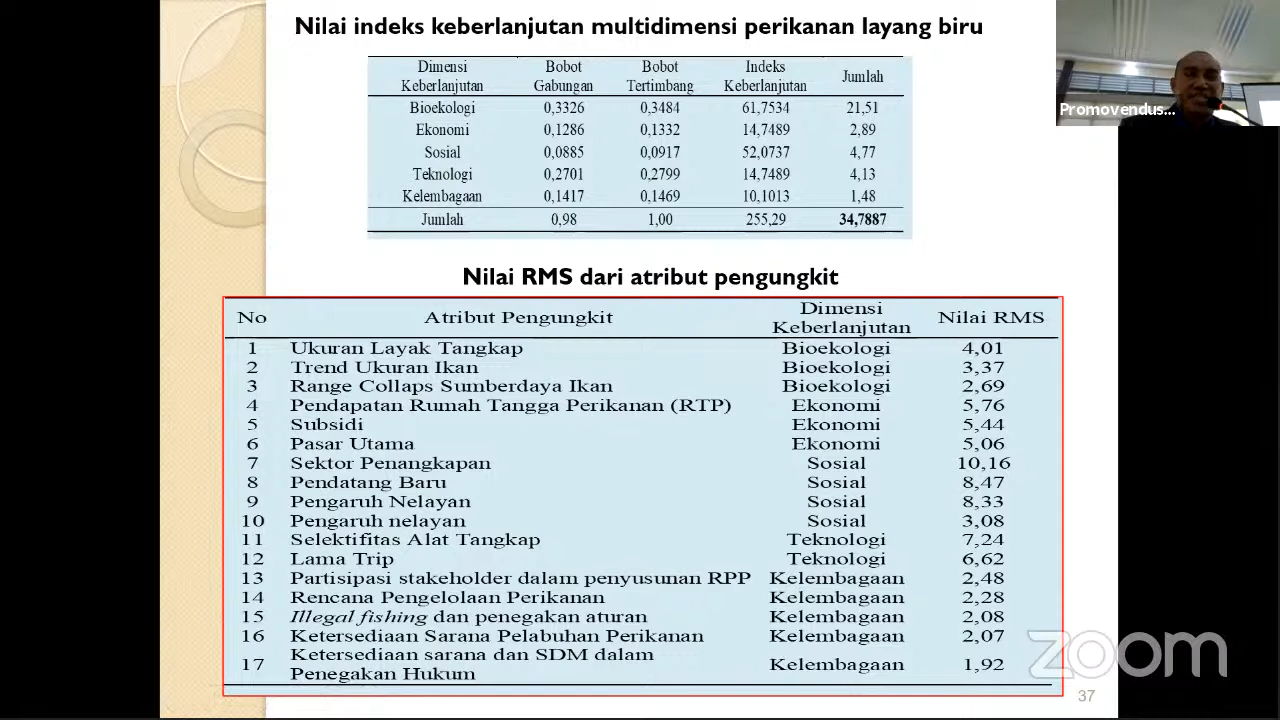 Nilai indeks keberlanjutan multidimensi perikanan layang biru
Dimensi Keberlanjutan Bobot Gabungan Bobot Tertimbang Indeks Keberlanjutan Jumlah
Bioekologi 0,3326 0,3484 61,7534 21,51
Ekonomi 0,1286 0,1332 14,7489 2,89
Sosial 0,0885 0,0917 52,0737 4,77
Teknologi 0,2701 0,2799 14,7489 4,13
Kelembagaan 0,1417 0,1469 10,1013 1,48
Jumlah 0,98 1,00 255,29 34,7887
Promovendus...
Nilai RMS dari atribut pengungkit
No Atribut Pengungkit Dimensi Keberlanjutan Nilai RMS
1 Ukuran Layak Tangkap Bioekologi 4,01
2 Trend Ukuran Ikan Bioekologi 3,37
3 Range Collaps Sumberdaya Ikan Bioekologi 2,69
4 Pendapatan Rumah Tangga Perikanan (RTP) Ekonomi 5,76
5 Subsidi Ekonomi 5,44
6 Pasar Utama Ekonomi 5,06
7 Sektor Penangkapan Sosial 10,16
8 Pendatang Baru Sosial 8,47
9 Pengaruh Nelayan Sosial 8,33
10 Pengaruh nelayan Sosial 3,08
11 Selektifitas Alat Tangkap Teknologi 7,24
12 Lama Trip Teknologi 6,62
13 Partisipasi stakeholder dalam penyusunan RPP Kelembagaan 2,48
14 Rencana Pengelolaan Perikanan Kelembagaan 2,28
15 Illegal fishing dan penegakan aturan Kelembagaan 2,08
16 Ketersediaan Sarana Pelabuhan Perikanan Kelembagaan 2,07
17 Ketersediaan sarana dan SDM dalam Penegakan Hukum Kelembagaan 1,92
zoom
37